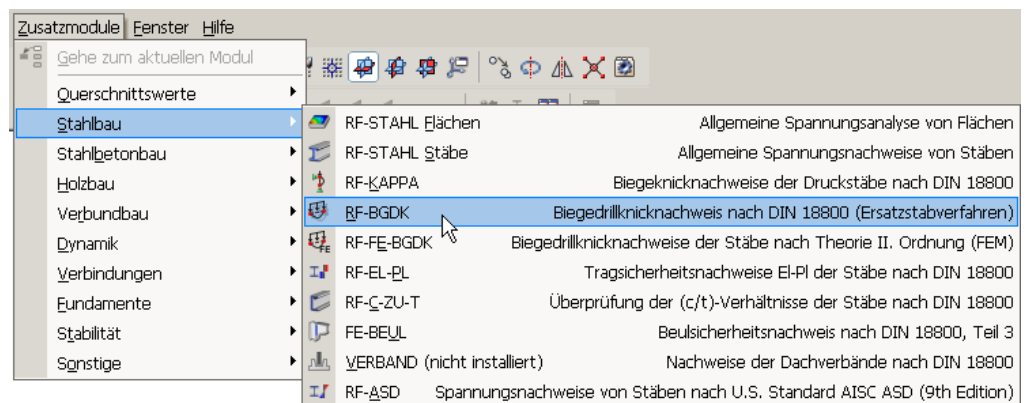 Zusatzmodule Fenster Hilfe
Gehe zum aktuellen Modul
Querschnittswerte
Stahlbau
Stahlbetonbau
Holzbau
Verbundbau
Dynamik
Verbindungen
Fundamente
Stabilität
Sonstige
RF-STAHL Flächen Allgemeine Spannungsanalyse von Flächen
RF-STAHL Stäbe Allgemeine Spannungsnachweise von Stäben
RF-KAPPA Biegeknicknachweise der Druckstäbe nach DIN 18800
RF-BGDK Biegedrillknicknachweis nach DIN 18800 (Ersatzstabverfahren)
RF-FE-BGDK Biegedrillknicknachweise der Stäbe nach Theorie II. Ordnung (FEM)
RF-EL-PL Tragsicherheitsnachweise El-Pl der Stäbe nach DIN 18800
RF-C-ZU-T Überprüfung der (c/t)-Verhältnisse der Stäbe nach DIN 18800
FE-BEUL Beulsicherheitsnachweis nach DIN 18800, Teil 3
VERBAND (nicht installiert) Nachweise der Dachverbände nach DIN 18800
RF-ASD Spannungsnachweise von Stäben nach U.S. Standard AISC ASD (9th Edition)